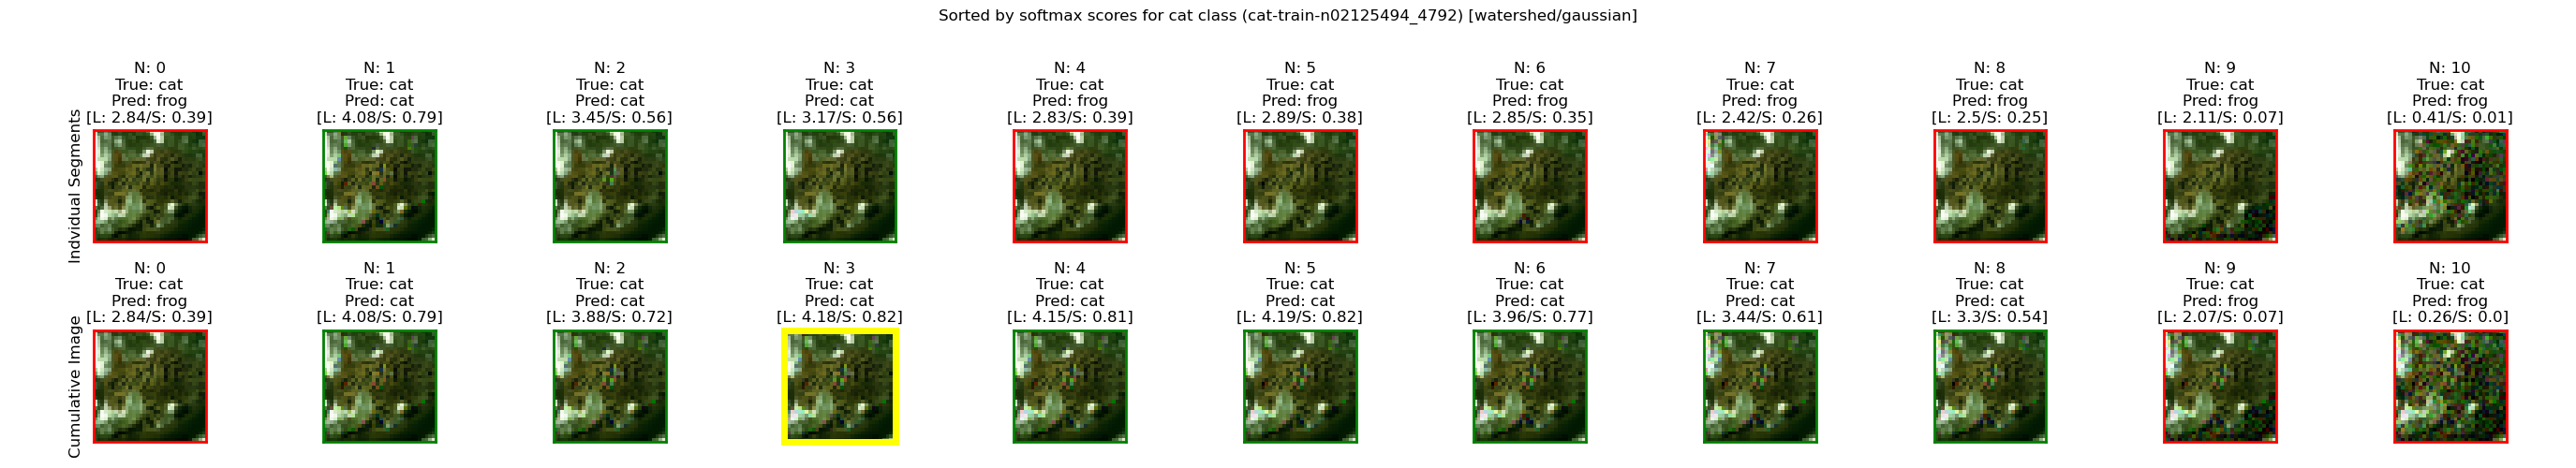 Sorted by softmax scores for cat class (cat-train-n02125494_4792) [watershed/gaussian]
Indvidual Segments
N: 0
True: cat
Pred: frog
[L: 2.84/S: 0.39]
N: 1
True: cat
Pred: cat
[L: 4.08/S: 0.79]
N: 2
True: cat
Pred: cat
[L: 3.45/S: 0.56]
N: 3
True: cat
Pred: cat
[L: 3.17/S: 0.56]
N: 4
True: cat
Pred: frog
[L: 2.83/S: 0.39]
N: 5
True: cat
Pred: frog
[L: 2.89/S: 0.38]
N: 6
True: cat
Pred: frog
[L: 2.85/S: 0.35]
N: 7
True: cat
Pred: frog
[L: 2.42/S: 0.26]
N: 8
True: cat
Pred: frog
[L: 2.5/S: 0.25]
N: 9
True: cat
Pred: frog
[L: 2.11/S: 0.07]
N: 10
True: cat
Pred: frog
[L: 0.41/S: 0.01]
Cumulative Image
N: 0
True: cat
Pred: frog
[L: 2.84/S: 0.39]
N: 1
True: cat
Pred: cat
[L: 4.08/S: 0.79]
N: 2
True: cat
Pred: cat
[L: 3.88/S: 0.72]
N: 3
True: cat
Pred: cat
[L: 4.18/S: 0.82]
N: 4
True: cat
Pred: cat
[L: 4.15/S: 0.81]
N: 5
True: cat
Pred: cat
[L: 4.19/S: 0.82]
N: 6
True: cat
Pred: cat
[L: 3.96/S: 0.77]
N: 7
True: cat
Pred: cat
[L: 3.44/S: 0.61]
N: 8
True: cat
Pred: cat
[L: 3.3/S: 0.54]
N: 9
True: cat
Pred: frog
[L: 2.07/S: 0.07]
N: 10
True: cat
Pred: frog
[L: 0.26/S: 0.0]